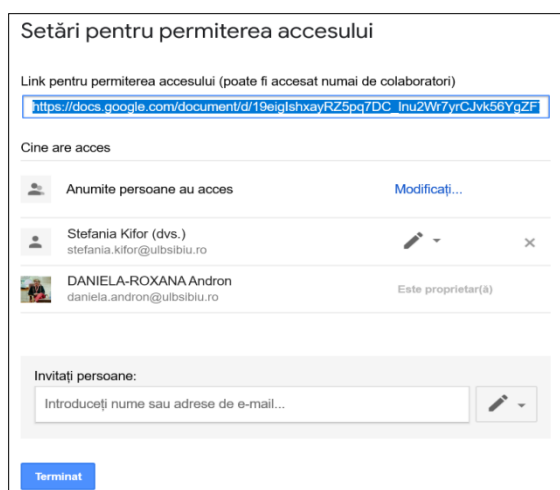 Setări pentru permiterea accesului
Link pentru permiterea accesului (poate fi accesat numai de colaboratori)
https://docs.google.com/document/d/19eigIshxayRZ5pq7DC_Inu2Wr7yrCJvk56YgZF
Cine are acces
Anumite persoane au acces Modificați...
Stefania Kifor (dvs.)
stefania.kifor@ulbsibiu.ro
DANIELA-ROXANA Andron
daniela.andron@ulbsibiu.ro
Este proprietar(ă)
Invitați persoane:
Introduceți nume sau adrese de e-mail...
Terminat